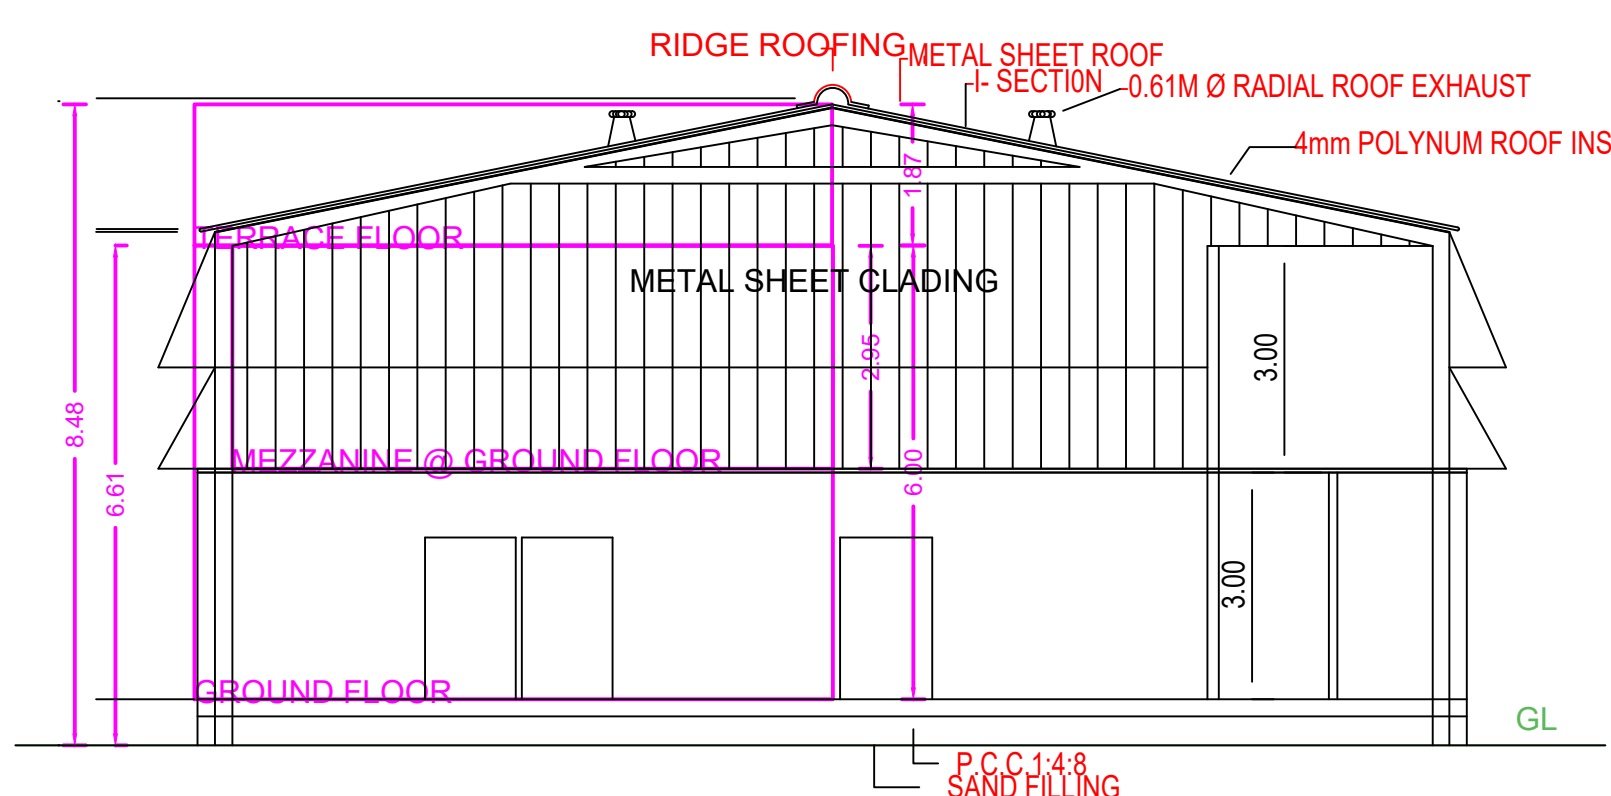 RIDGE ROOFING
METAL SHEET ROOF
I- SECTI0N
0.61M Ø RADIAL ROOF EXHAUST
4mm POLYNUM ROOF INS
1.87
TERRACE FLOOR
METAL SHEET CLADING
2.95
3.00
8.48
6.61
MEZZANINE @ GROUND FLOOR
6.00
3.00
GROUND FLOOR
GL
P.C.C.1:4:8
SAND FILLING